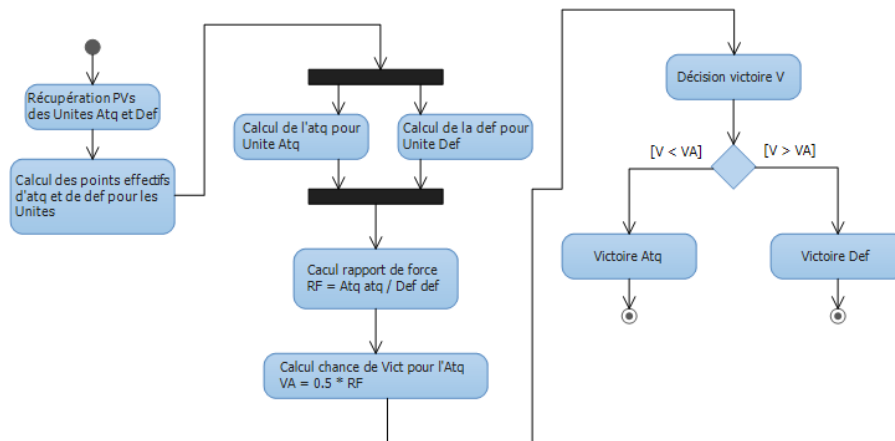 Récupération PVs
des Unites Atq et Def
Calcul des points effectifs
d'atq et de def pour les
Unites
Calcul de l'atq pour
Unite Atq
Calcul de la def pour
Unite Def
Cacul rapport de force
RF = Atq atq / Def def
Calcul chance de Vict pour l'Atq
VA = 0.5 * RF
Décision victoire V
[V < VA]
[V > VA]
Victoire Atq
Victoire Def